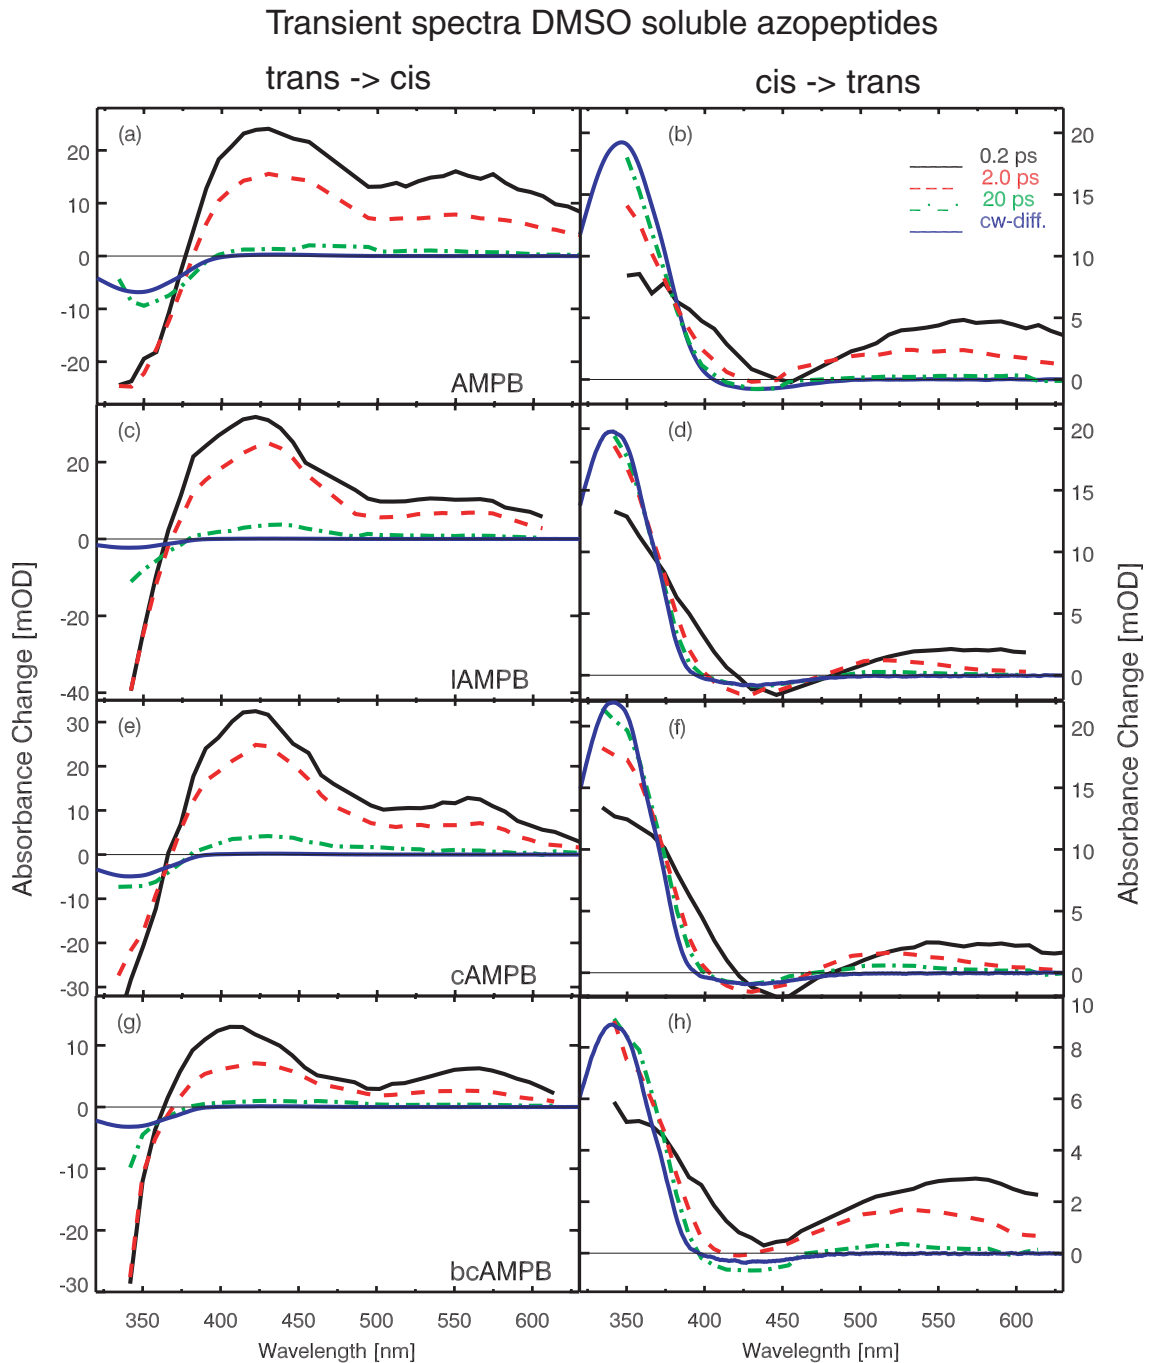 Transient spectra DMSO soluble azopeptides
trans -> cis
cis -> trans
(a)
20
10
0
-10
-20
AMPB
(b)
0.2 ps
2.0 ps
20 ps
cw-diff.
20
15
10
5
0
(c)
20
0
-20
-40
lAMPB
(d)
20
15
10
5
0
(e)
30
20
10
0
-10
-20
-30
cAMPB
(f)
20
15
10
5
0
(g)
10
0
-10
-20
-30
bcAMPB
(h)
10
8
6
4
2
0
Absorbance Change [mOD]
Absorbance Change [mOD]
350 400 450 500 550 600
350 400 450 500 550 600
Wavelength [nm]
Wavelegnth [nm]